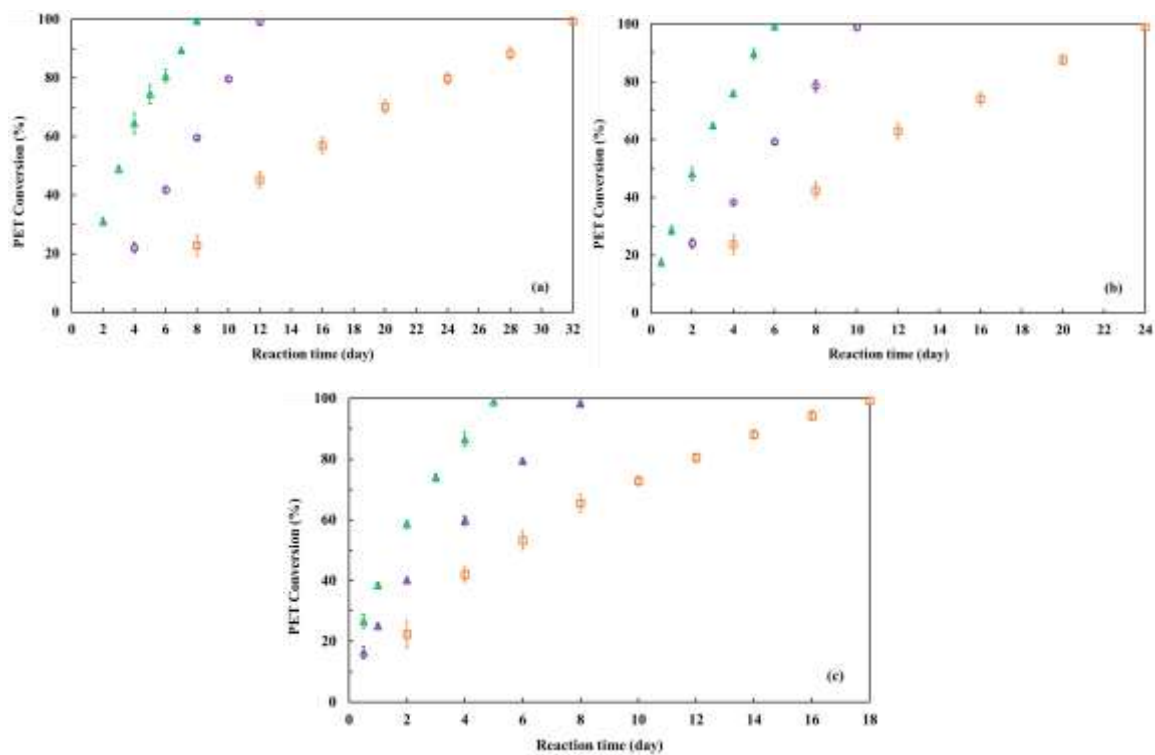 100
80
60
40
20
0
PET Conversion (%)
(a)
0 2 4 6 8 10 12 14 16 18 20 22 24 26 28 30 32
Reaction time (day)
100
80
60
40
20
0
PET Conversion (%)
(b)
0 2 4 6 8 10 12 14 16 18 20 22 24
Reaction time (day)
100
80
60
40
20
0
PET Conversion (%)
(c)
0 2 4 6 8 10 12 14 16 18
Reaction time (day)